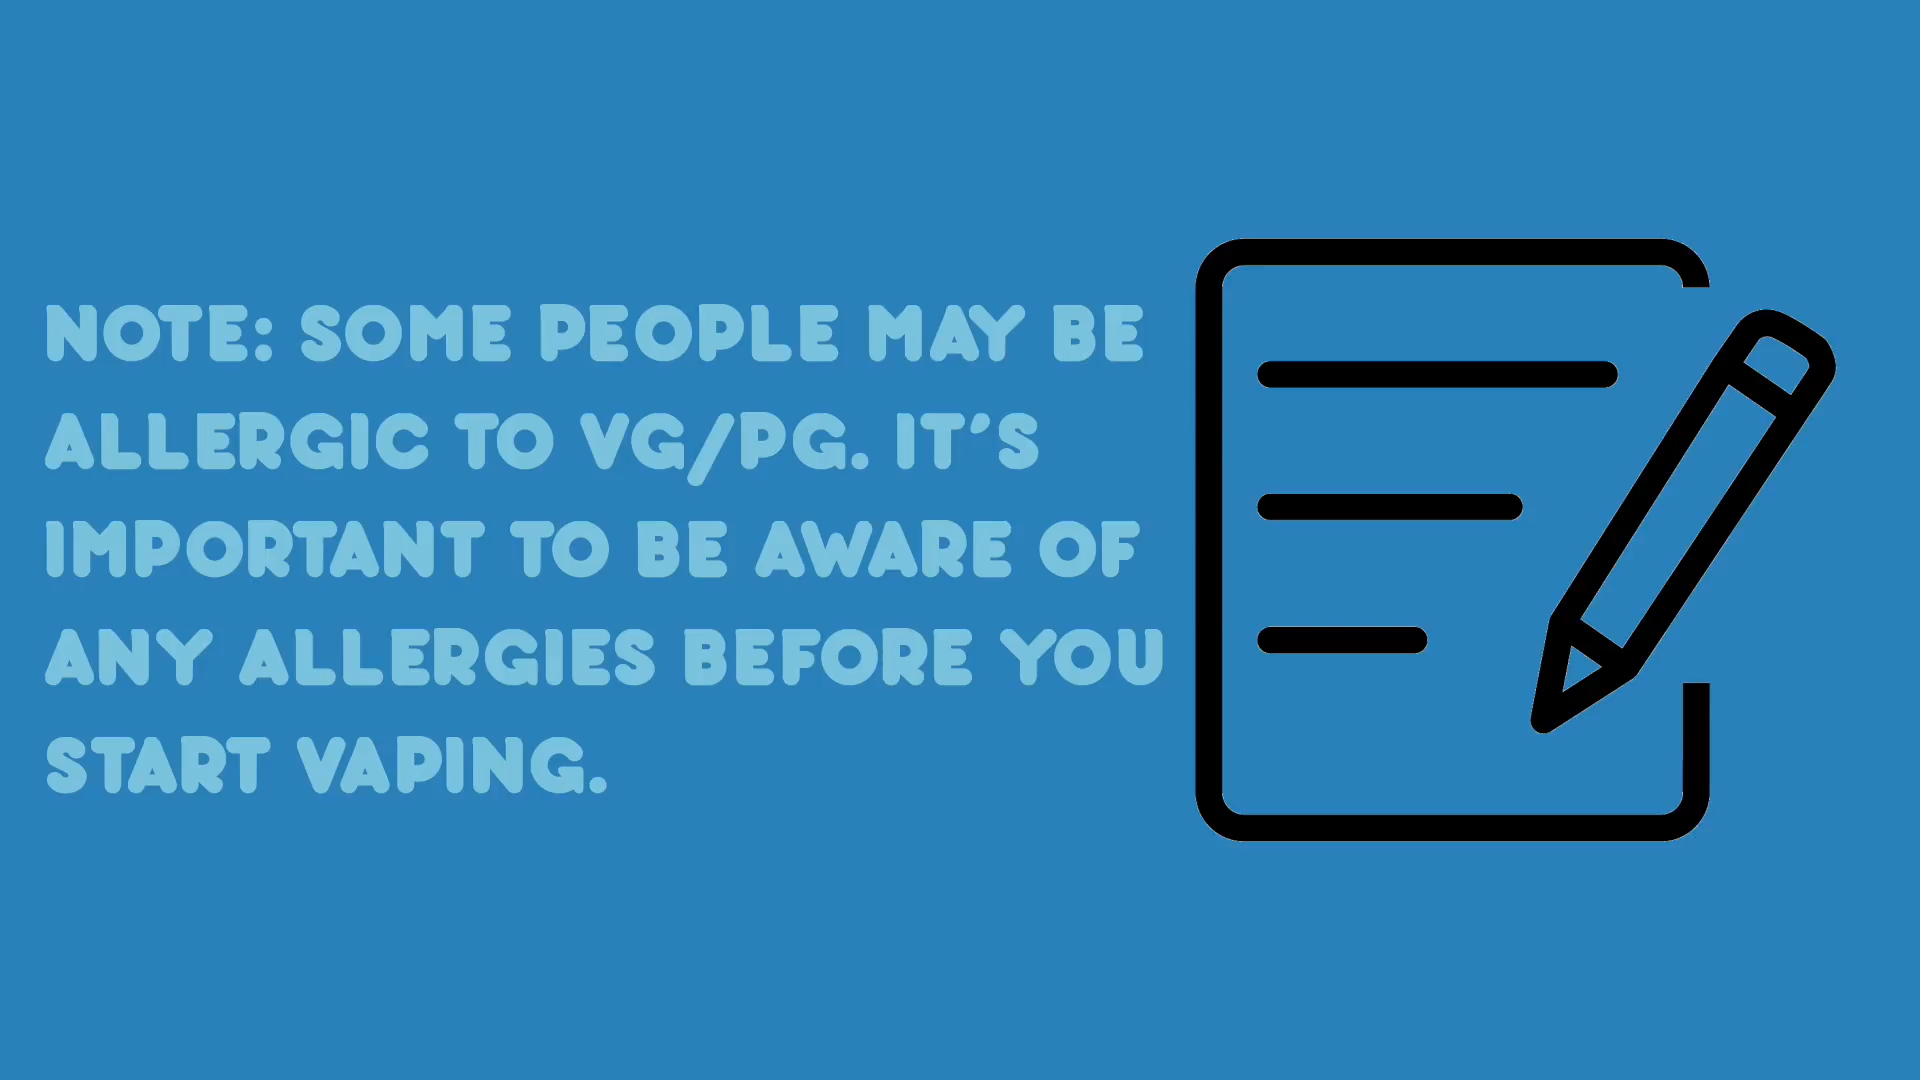 NOTE: SOME PEOPLE MAY BE
ALLERGIC TO VG/PG. IT'S
IMPORTANT TO BE AWARE OF
ANY ALLERGIES BEFORE YOU
START VAPING.